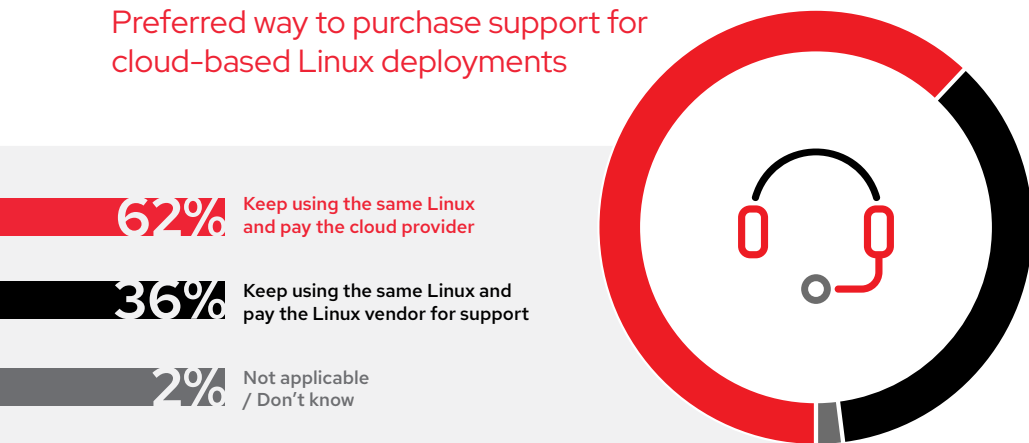 Preferred way to purchase support for
cloud-based Linux deployments
62%
Keep using the same Linux
and pay the cloud provider
36%
Keep using the same Linux and
pay the Linux vendor for support
2%
Not applicable
/ Don’t know